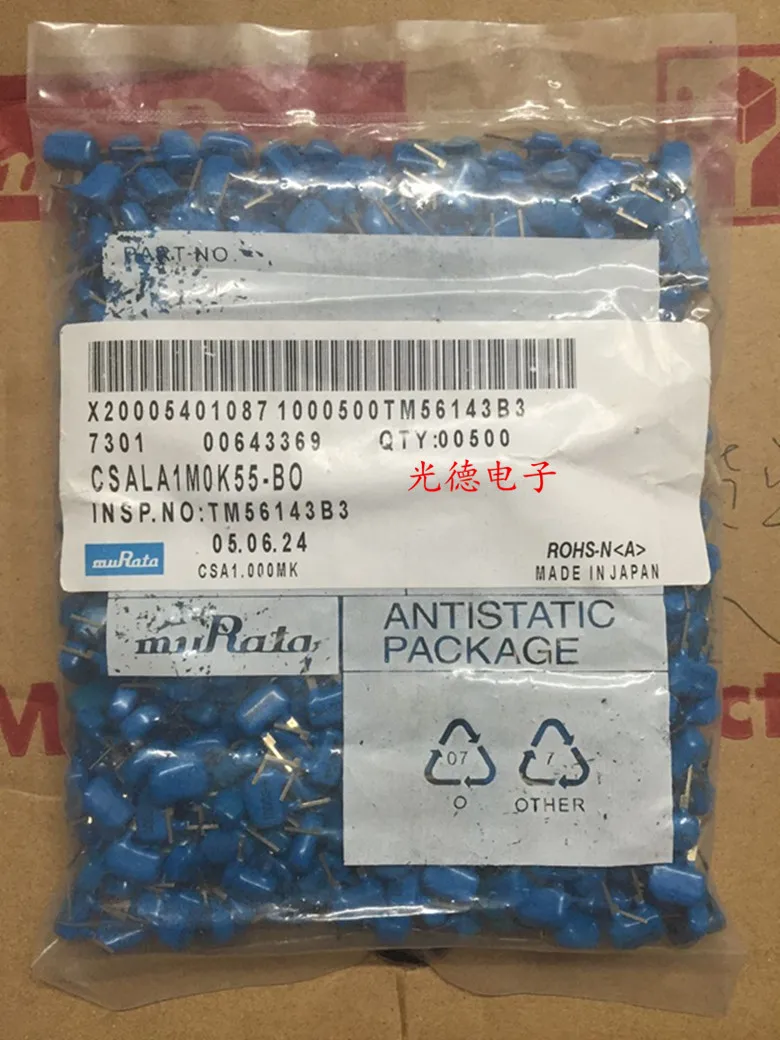 PART-NO.
X20005401087 1000500TM56143B3
7301 00643369 QTY:00500
CSALA1M0K55-B0
光德电子
INSP.NO:TM56143B3
muRata 05.06.24 ROHS-N<A>
CSA1.000MK MADE IN JAPAN
muRata
ANTISTATIC
PACKAGE
07 7
O OTHER